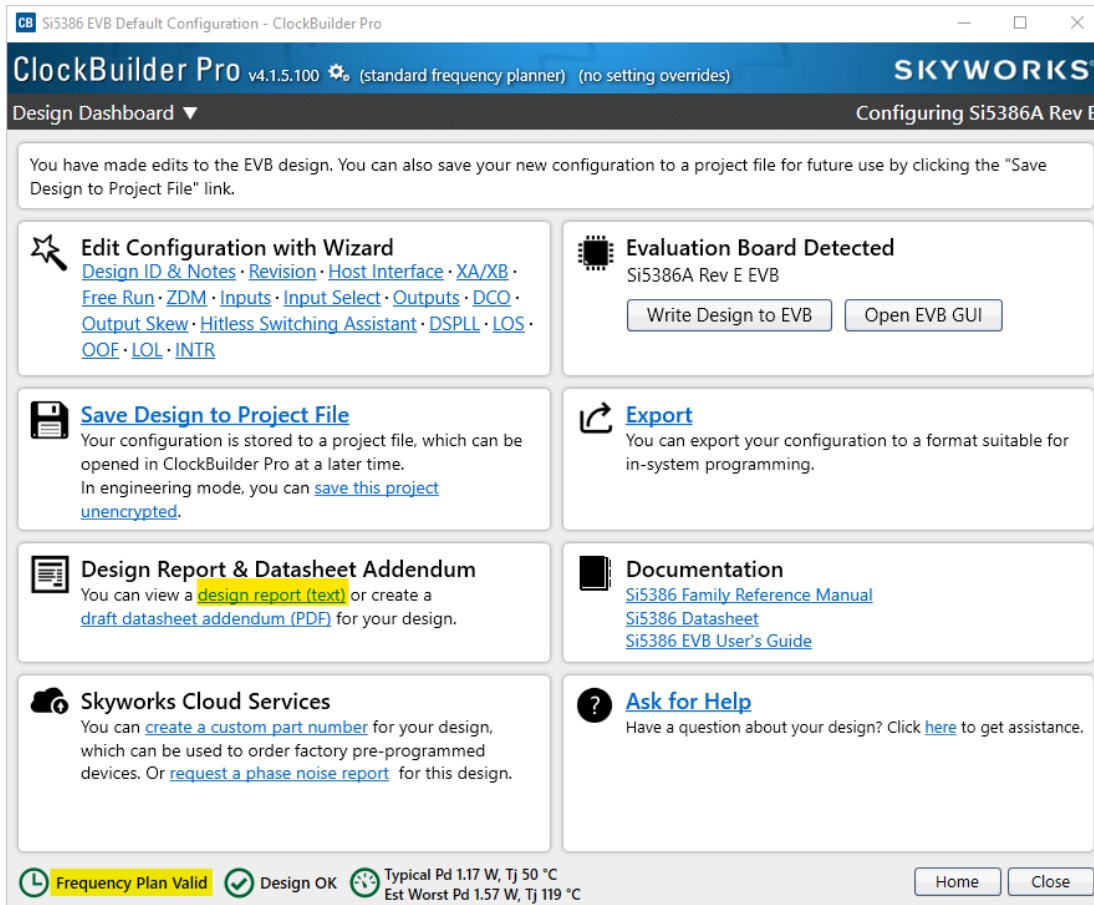 CB Si5386 EVB Default Configuration - ClockBuilder Pro
ClockBuilder Pro v4.1.5.100 (standard frequency planner) (no setting overrides) SKYWORKS
Design Dashboard ▼ Configuring Si5386A Rev E
You have made edits to the EVB design. You can also save your new configuration to a project file for future use by clicking the "Save
Design to Project File" link.
Edit Configuration with Wizard
Design ID & Notes · Revision · Host Interface · XA/XB ·
Free Run · ZDM · Inputs · Input Select · Outputs · DCO ·
Output Skew · Hitless Switching Assistant · DSPLL · LOS ·
OOF · LOL · INTR
Evaluation Board Detected
Si5386A Rev E EVB
Write Design to EVB Open EVB GUI
Save Design to Project File
Your configuration is stored to a project file, which can be
opened in ClockBuilder Pro at a later time.
In engineering mode, you can save this project
unencrypted.
Export
You can export your configuration to a format suitable for
in-system programming.
Design Report & Datasheet Addendum
You can view a design report (text) or create a
draft datasheet addendum (PDF) for your design.
Documentation
Si5386 Family Reference Manual
Si5386 Datasheet
Si5386 EVB User's Guide
Skyworks Cloud Services
You can create a custom part number for your design,
which can be used to order factory pre-programmed
devices. Or request a phase noise report for this design.
? Ask for Help
Have a question about your design? Click here to get assistance.
Frequency Plan Valid Design OK Typical Pd 1.17 W, Tj 50 °C
Est Worst Pd 1.57 W, Tj 119 °C
Home Close